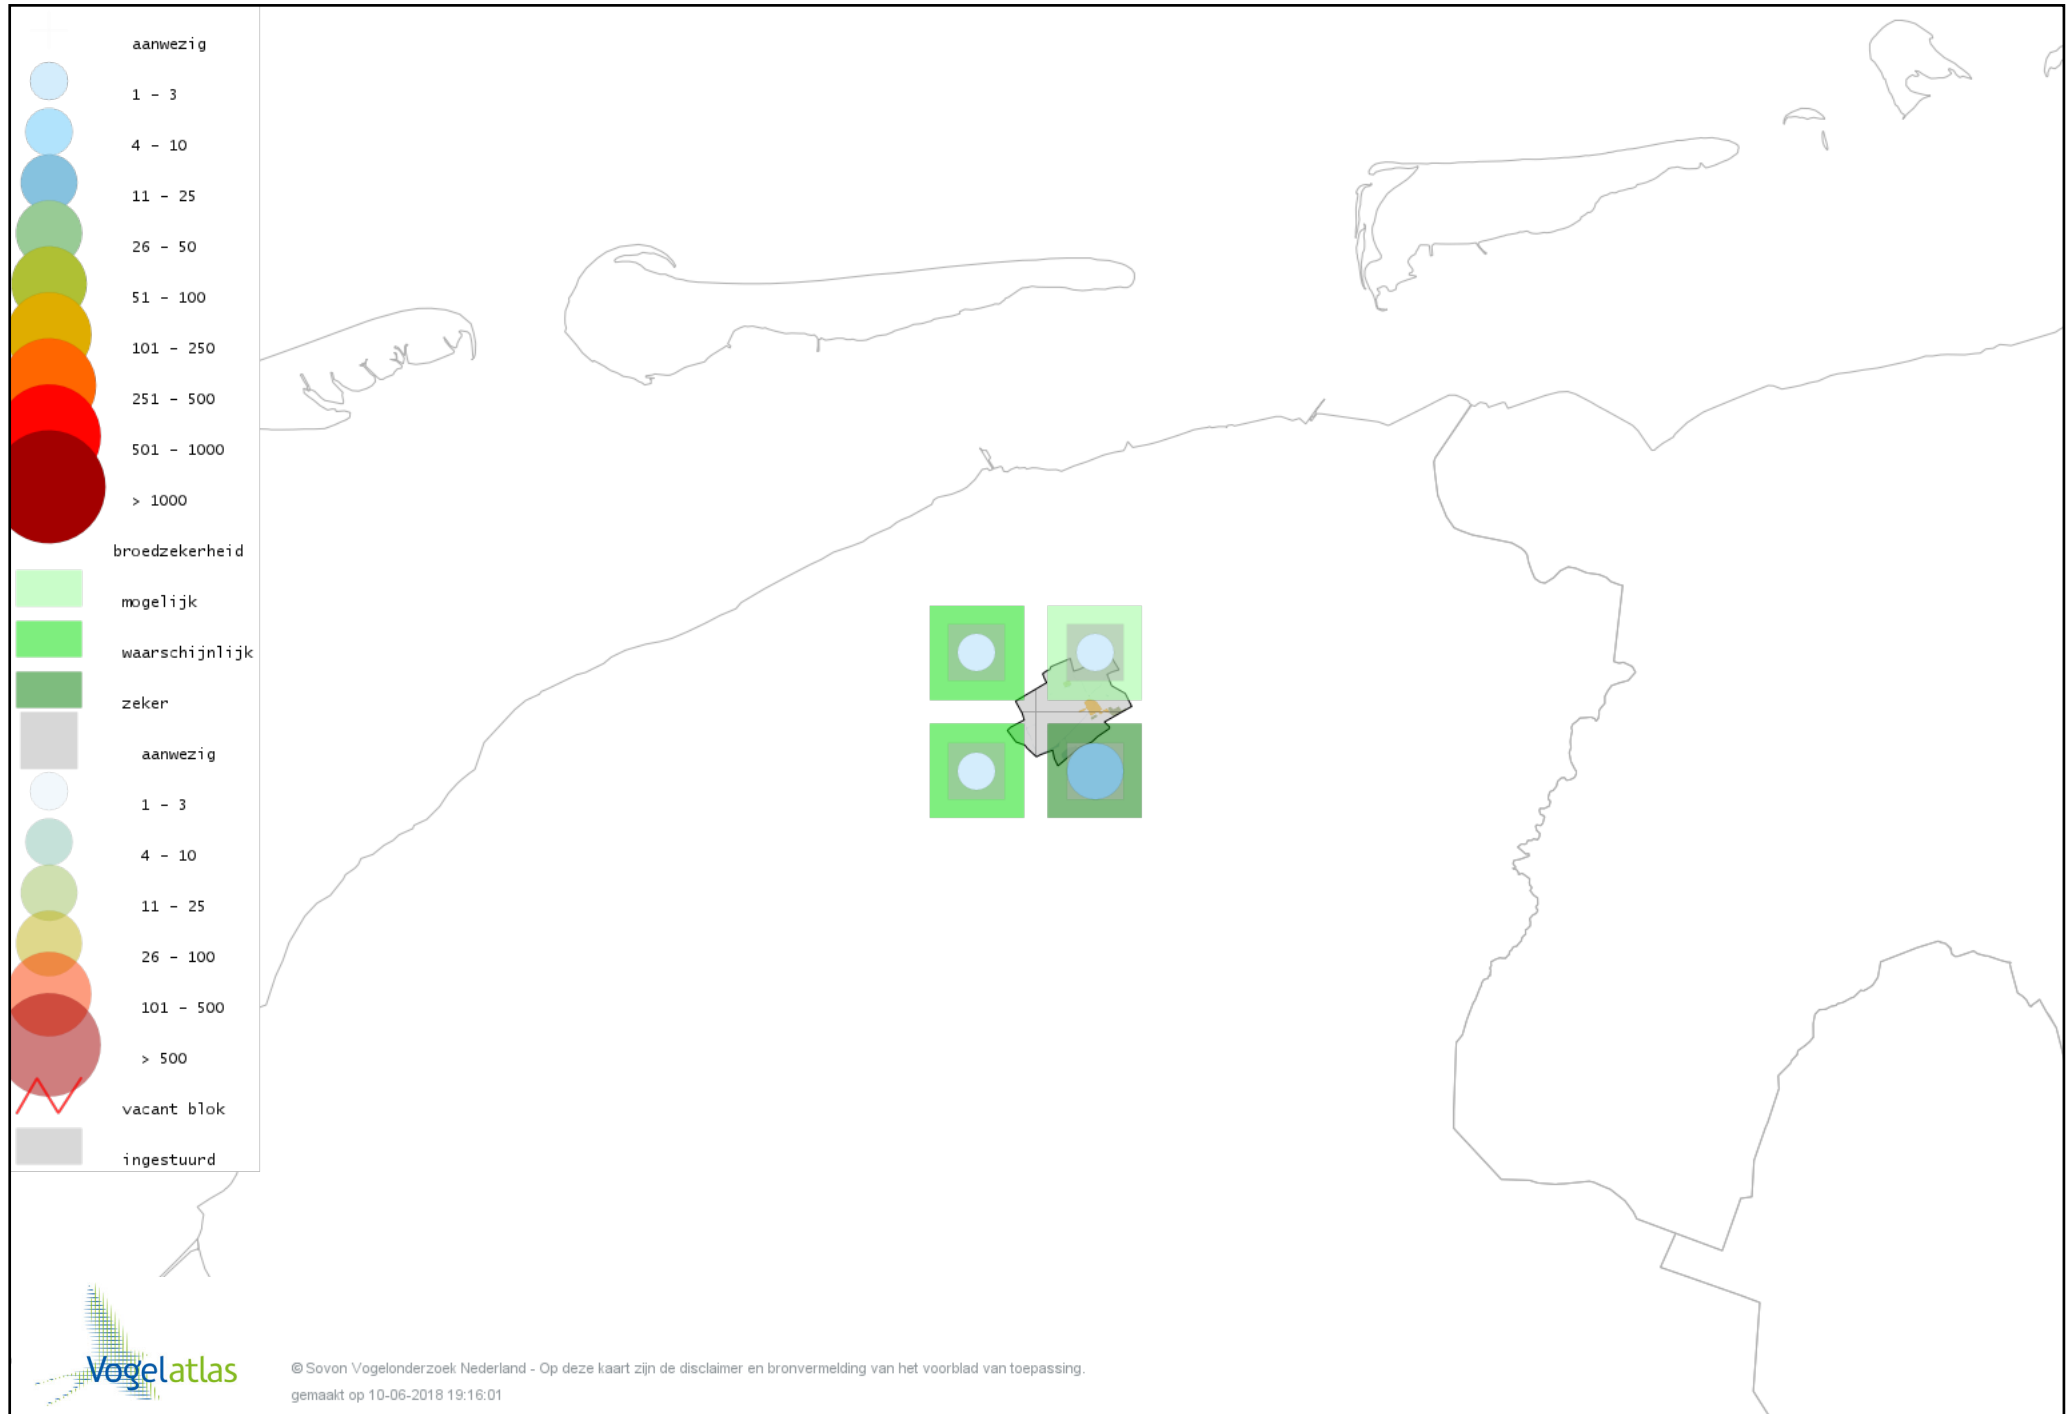 aanwezig
1 - 3
4 - 10
11 - 25
26 - 50
51 - 100
101 - 250
251 - 500
501 - 1000
> 1000
broedzekerheid
mogelijk
waarschijnlijk
zeker
aanwezig
1 - 3
4 - 10
11 - 25
26 - 100
101 - 500
> 500
vacant blok
ingestuurd
Vogelatlas
© Sovon Vogelonderzoek Nederland - Op deze kaart zijn de disclaimer en bronvermelding van het voorblad van toepassing.
gemaakt op 10-06-2018 19:16:01